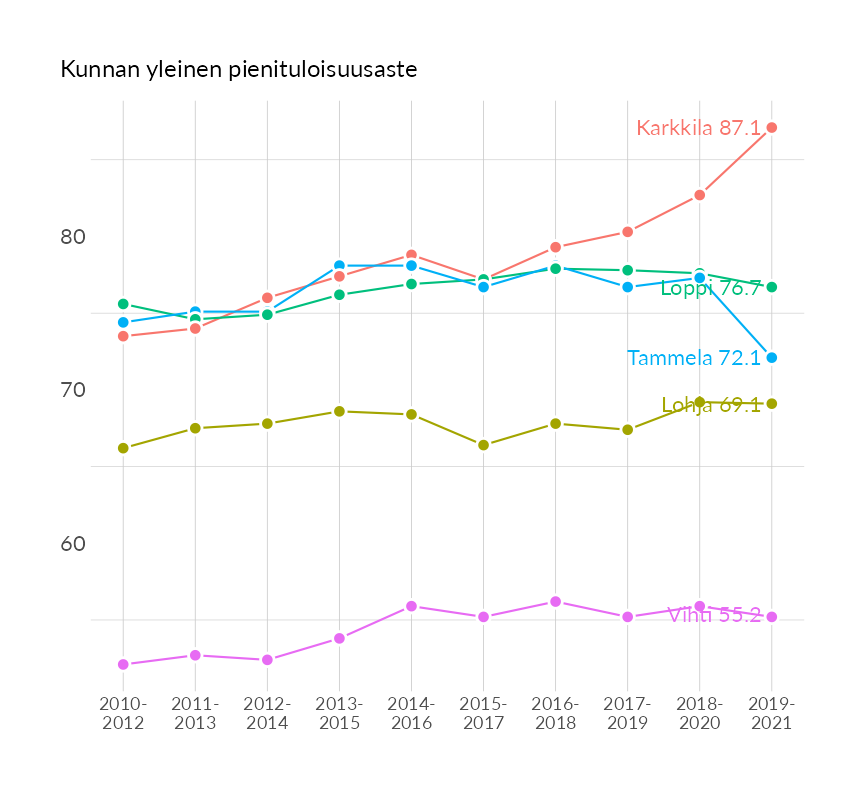 Kunnan yleinen pienituloisuusaste
Karkkila 87.1
80
Loppi 76.7
Tammela 72.1
70
Lohja 69.1
60
Vihti 55.2
2010- 2011- 2012- 2013- 2014- 2015- 2016- 2017- 2018- 2019-
2012 2013 2014 2015 2016 2017 2018 2019 2020 2021